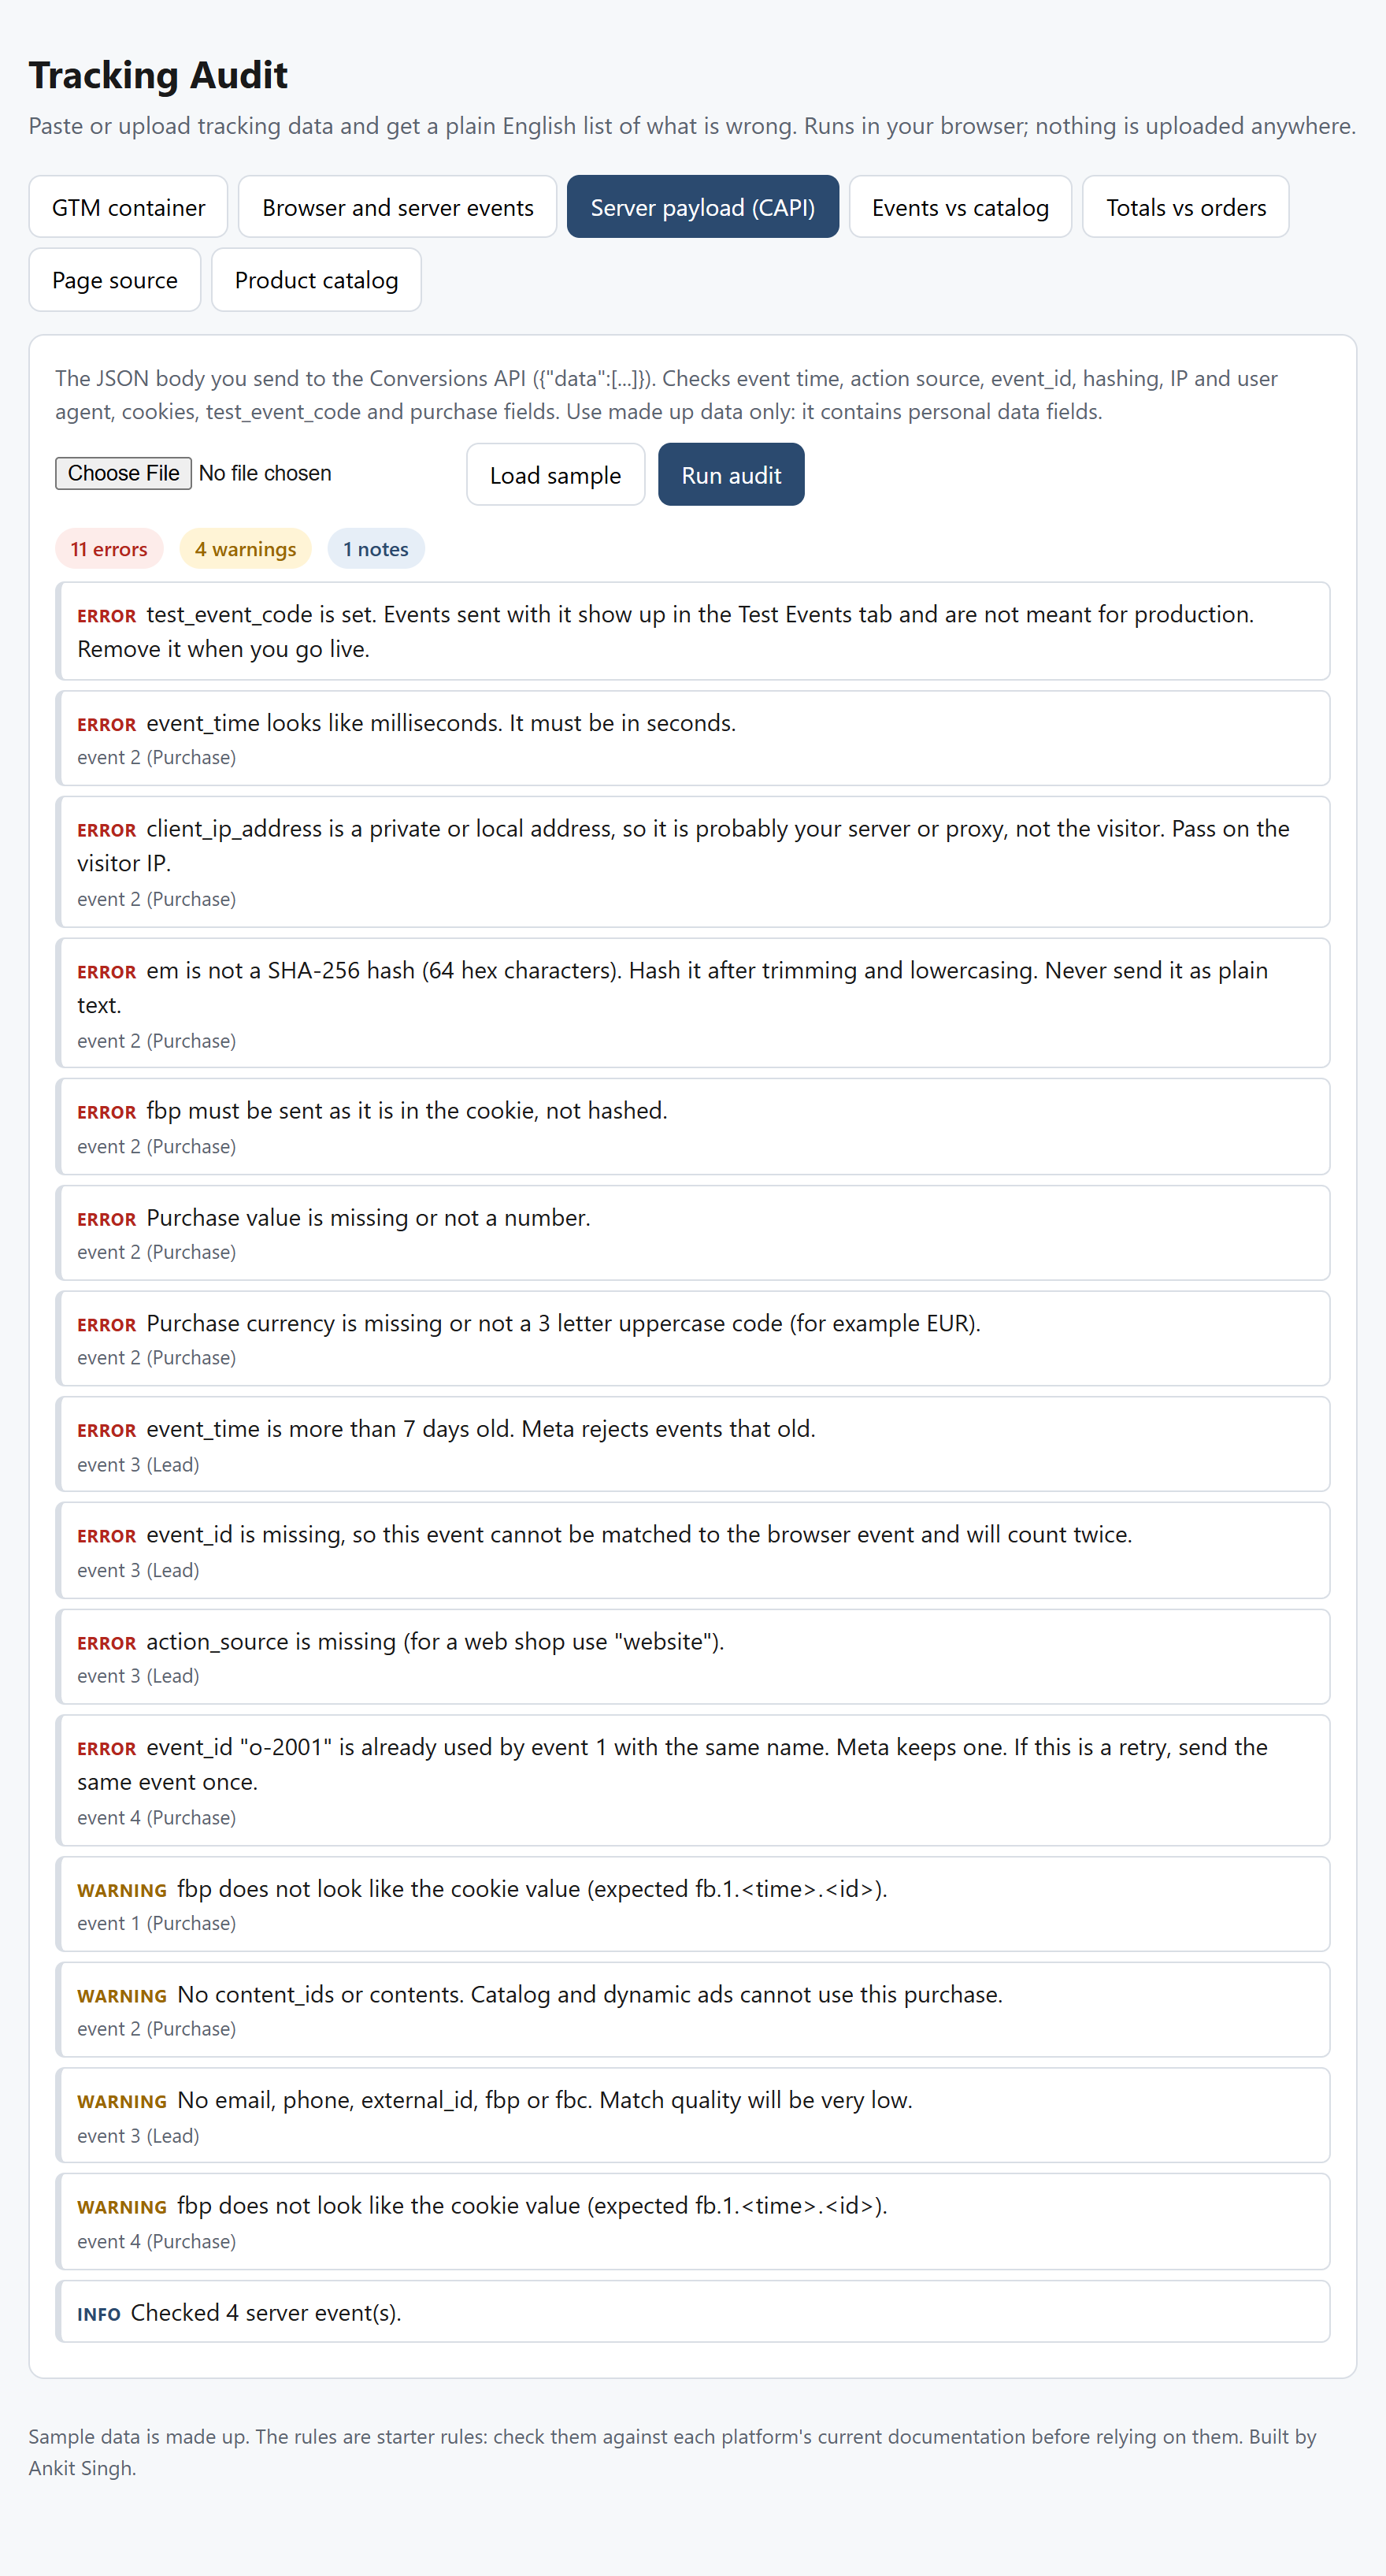 Tracking Audit
Paste or upload tracking data and get a plain English list of what is wrong. Runs in your browser; nothing is uploaded anywhere.
GTM container
Browser and server events
Server payload (CAPI)
Events vs catalog
Totals vs orders
Page source
Product catalog
The JSON body you send to the Conversions API ({"data":[...]}). Checks event time, action source, event_id, hashing, IP and user
agent, cookies, test_event_code and purchase fields. Use made up data only: it contains personal data fields.
Choose File No file chosen
Load sample
Run audit
11 errors
4 warnings
1 notes
ERROR test_event_code is set. Events sent with it show up in the Test Events tab and are not meant for production.
Remove it when you go live.
ERROR event_time looks like milliseconds. It must be in seconds.
event 2 (Purchase)
ERROR client_ip_address is a private or local address, so it is probably your server or proxy, not the visitor. Pass on the
visitor IP.
event 2 (Purchase)
ERROR em is not a SHA-256 hash (64 hex characters). Hash it after trimming and lowercasing. Never send it as plain
text.
event 2 (Purchase)
ERROR fbp must be sent as it is in the cookie, not hashed.
event 2 (Purchase)
ERROR Purchase value is missing or not a number.
event 2 (Purchase)
ERROR Purchase currency is missing or not a 3 letter uppercase code (for example EUR).
event 2 (Purchase)
ERROR event_time is more than 7 days old. Meta rejects events that old.
event 3 (Lead)
ERROR event_id is missing, so this event cannot be matched to the browser event and will count twice.
event 3 (Lead)
ERROR action_source is missing (for a web shop use "website").
event 3 (Lead)
ERROR event_id "o-2001" is already used by event 1 with the same name. Meta keeps one. If this is a retry, send the
same event once.
event 4 (Purchase)
WARNING fbp does not look like the cookie value (expected fb.1.<time>.<id>).
event 1 (Purchase)
WARNING No content_ids or contents. Catalog and dynamic ads cannot use this purchase.
event 2 (Purchase)
WARNING No email, phone, external_id, fbp or fbc. Match quality will be very low.
event 3 (Lead)
WARNING fbp does not look like the cookie value (expected fb.1.<time>.<id>).
event 4 (Purchase)
INFO Checked 4 server event(s).
Sample data is made up. The rules are starter rules: check them against each platform's current documentation before relying on them. Built by
Ankit Singh.